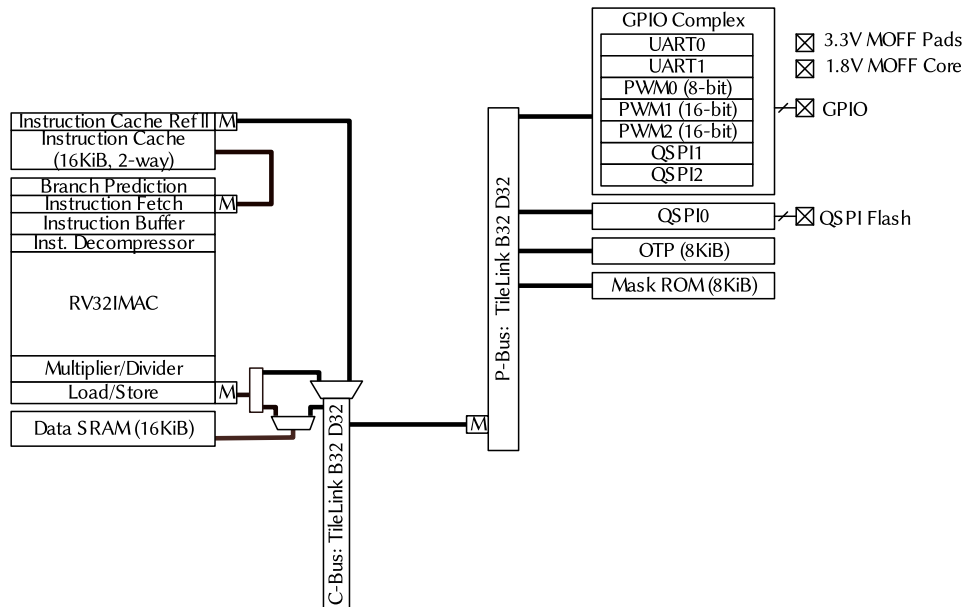 GPIO Complex
UART0
UART1
PWM0 (8-bit)
PWM1 (16-bit)
PWM2 (16-bit)
QSPI1
QSPI2
3.3V MOFF Pads
1.8V MOFF Core
GPIO
Instruction Cache Refill
M
Instruction Cache
(16KiB, 2-way)
Branch Prediction
Instruction Fetch
M
Instruction Buffer
Inst. Decompressor
RV32IMAC
Multiplier/Divider
Load/Store
M
Data SRAM (16KiB)
C-Bus: TileLink B32 D32
M
P-Bus: TileLink B32 D32
QSPI0
QSPI Flash
OTP (8KiB)
Mask ROM (8KiB)